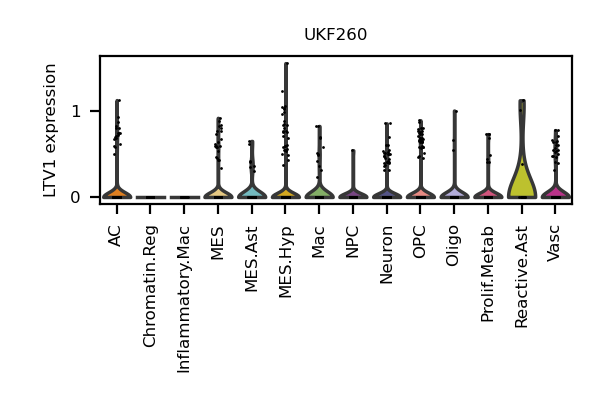 UKF260
LTV1 expression
1
0
AC
Chromatin.Reg
Inflammatory.Mac
MES
MES.Ast
MES.Hyp
Mac
NPC
Neuron
OPC
Oligo
Prolif.Metab
Reactive.Ast
Vasc